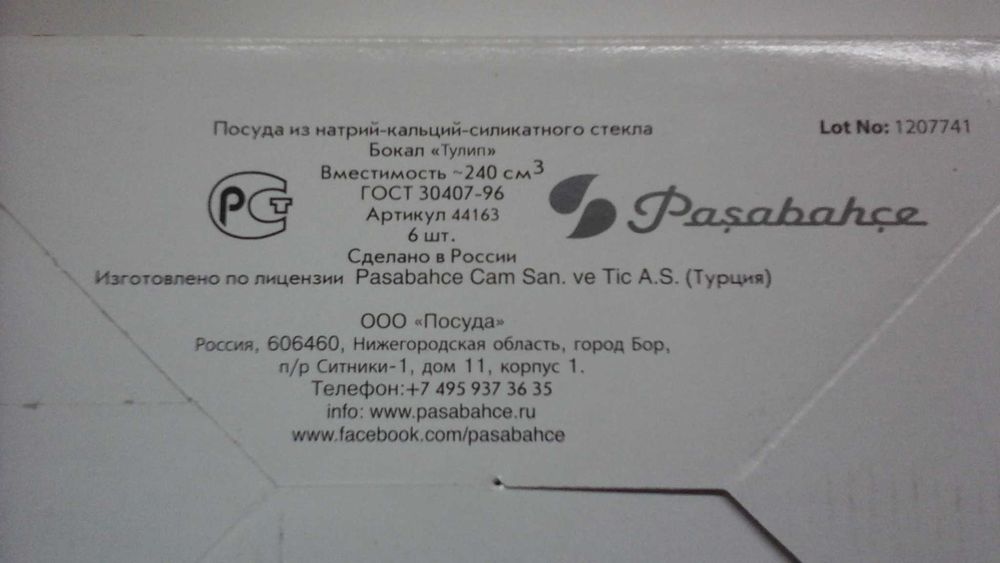 Посуда из натрий-кальций-силикатного стекла
Lot No: 1207741
Бокал «Тулип»
Вместимость ~240 см3
ГОСТ 30407-96
Артикул 44163
6 шт.
Сделано в России
РСТ
Paşabahçe
Изготовлено по лицензии Pasabahce Cam San. ve Tic A.S. (Турция)
ООО «Посуда»
Россия, 606460, Нижегородская область, город Бор,
п/р Ситники-1, дом 11, корпус 1.
Телефон:+7 495 937 36 35
info: www.pasabahce.ru
www.facebook.com/pasabahce